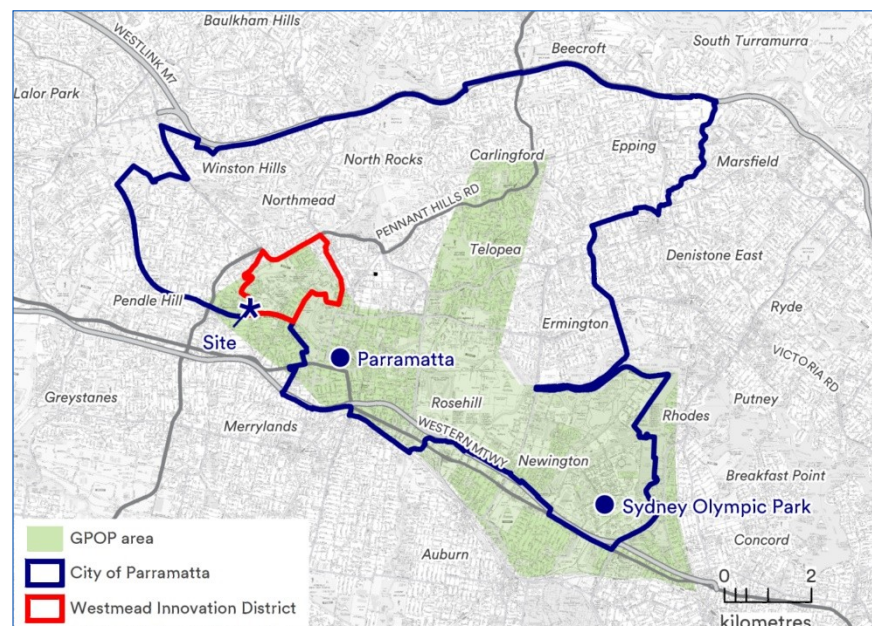 Baulkham Hills
WESTLINK M7
Beecroft
South Turramurra
Lalor Park
Winston Hills
North Rocks
Carlingford
Epping
Marsfield
Northmead
PENNANT HILLS RD
Telopea
Denistone East
Pendle Hill
Site
Ermington
Ryde
Parramatta
VICTORIA RD
Greystanes
Rosehill
Rhodes
Putney
Merrylands
WESTERN MTWY
Newington
Breakfast Point
Sydney Olympic Park
Concord
Auburn
GPOP area
City of Parramatta
Westmead Innovation District
0 2
kilometres